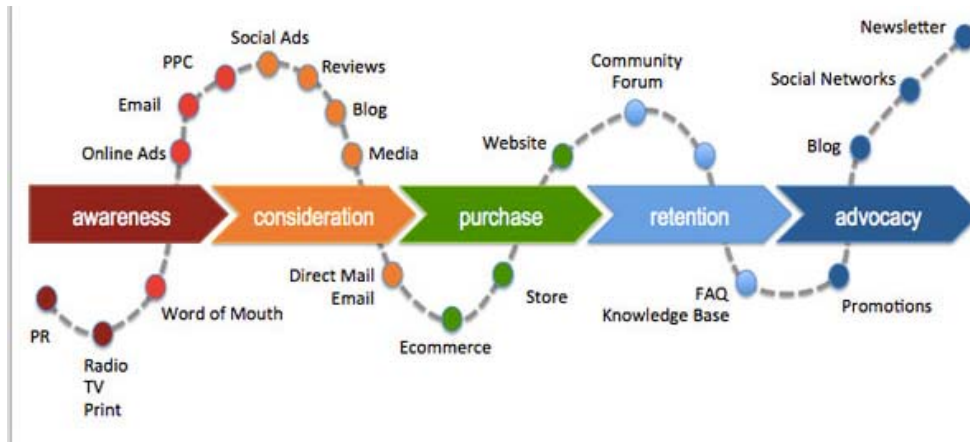 Newsletter
Social Ads
PPC
Reviews
Community
Forum
Social Networks
Email
Blog
Online Ads
Media
Website
Blog
awareness
consideration
purchase
retention
advocacy
PR
Word of Mouth
Direct Mail
Email
Store
FAQ
Knowledge Base
Promotions
Ecommerce
Radio
TV
Print